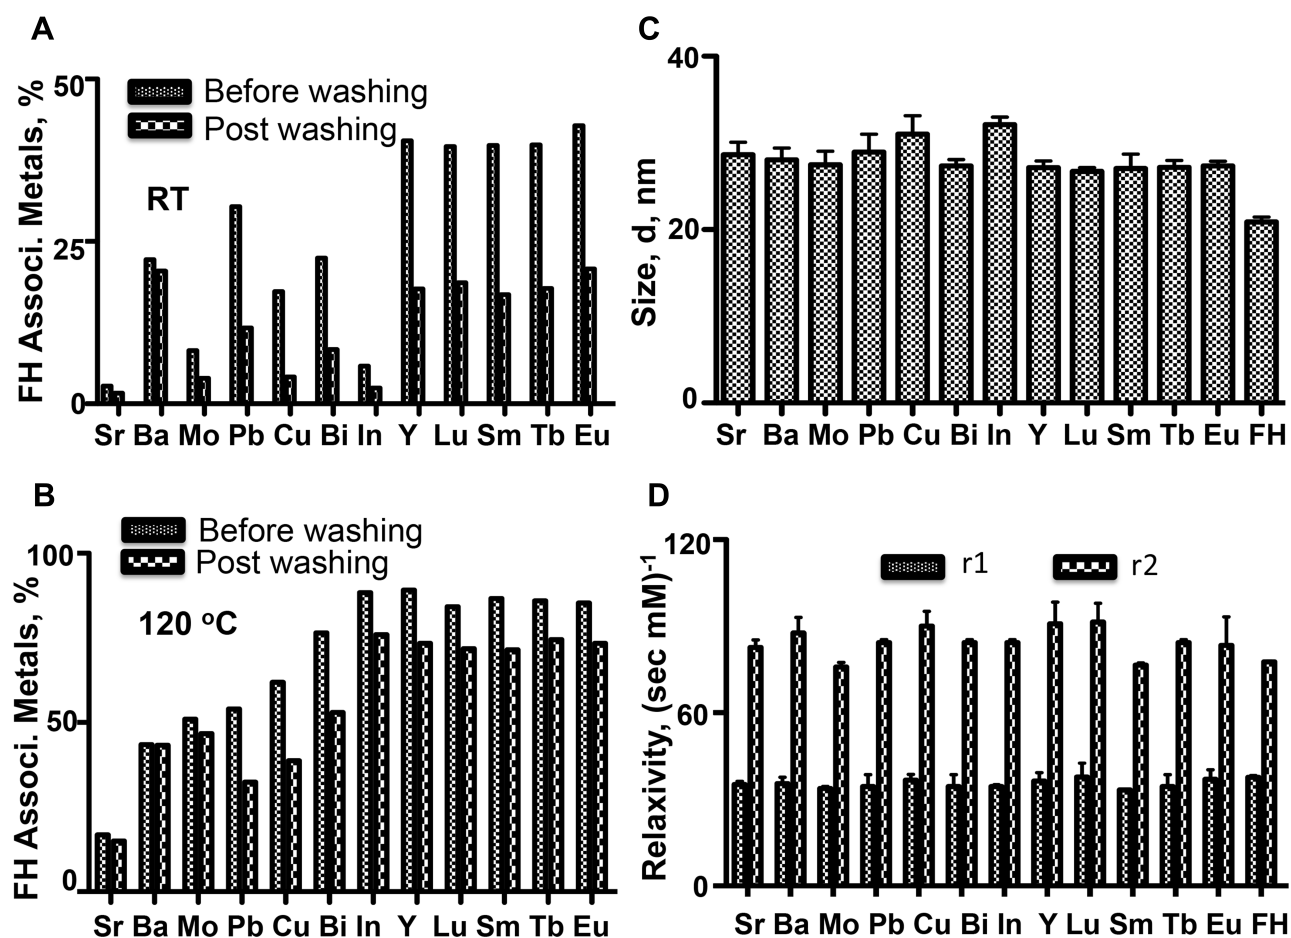 A
50
25
0
FH Associ. Metals, %
Before washing
Post washing
RT
Sr Ba Mo Pb Cu Bi In Y Lu Sm Tb Eu
C
40
20
0
Size, d, nm
Sr Ba Mo Pb Cu Bi In Y Lu Sm Tb Eu FH
B
100
50
0
FH Associ. Metals, %
Before washing
Post washing
120 ºC
Sr Ba Mo Pb Cu Bi In Y Lu Sm Tb Eu
D
120
60
0
Relaxivity, (sec mM)⁻¹
r1
r2
Sr Ba Mo Pb Cu Bi In Y Lu Sm Tb Eu FH